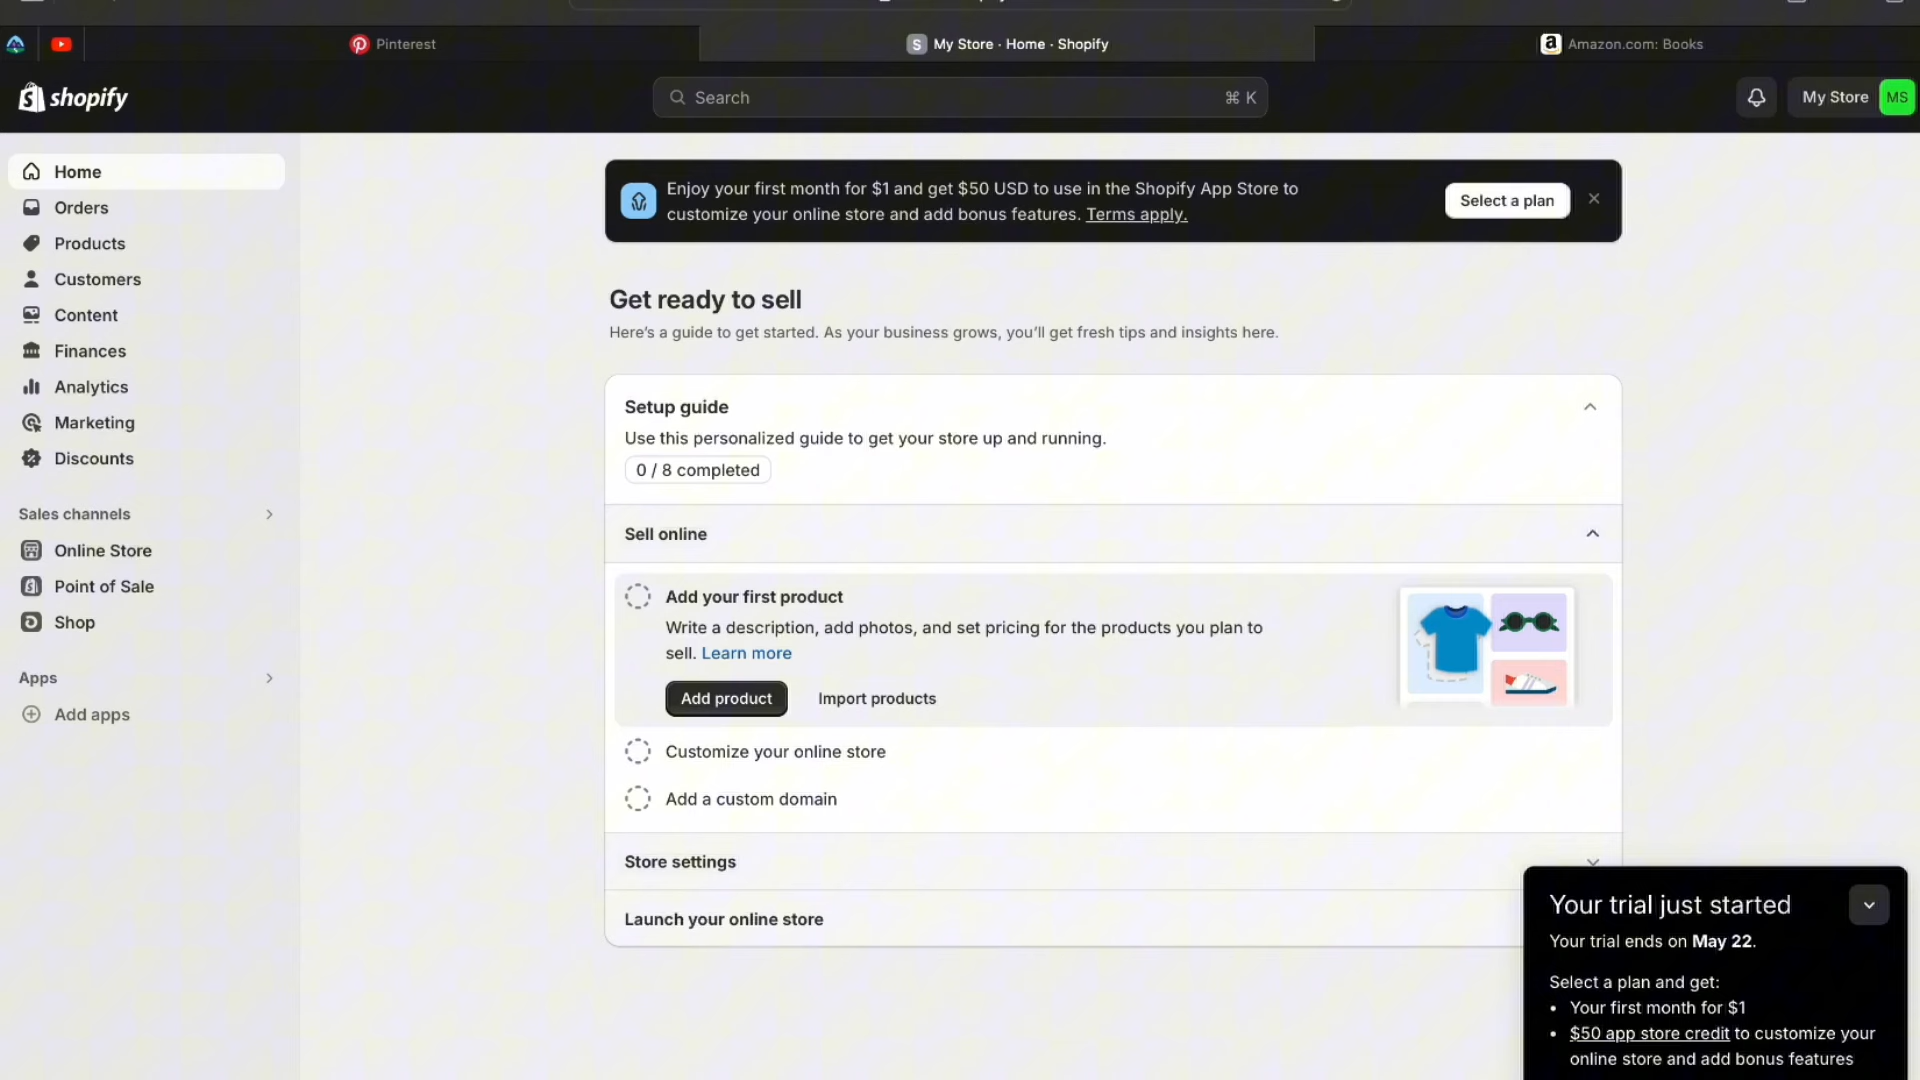 Pinterest
S My Store · Home · Shopify
a Amazon.com: Books
shopify
Search ⌘ K
My Store MS
Home
Orders
Products
Customers
Content
Finances
Analytics
Marketing
Discounts
Sales channels
Online Store
Point of Sale
Shop
Apps
Add apps
Enjoy your first month for $1 and get $50 USD to use in the Shopify App Store to
customize your online store and add bonus features. Terms apply.
Select a plan
Get ready to sell
Here's a guide to get started. As your business grows, you'll get fresh tips and insights here.
Setup guide
Use this personalized guide to get your store up and running.
0 / 8 completed
Sell online
Add your first product
Write a description, add photos, and set pricing for the products you plan to
sell. Learn more
Add product Import products
Customize your online store
Add a custom domain
Store settings
Launch your online store
Your trial just started
Your trial ends on May 22.
Select a plan and get:
• Your first month for $1
• $50 app store credit to customize your
online store and add bonus features